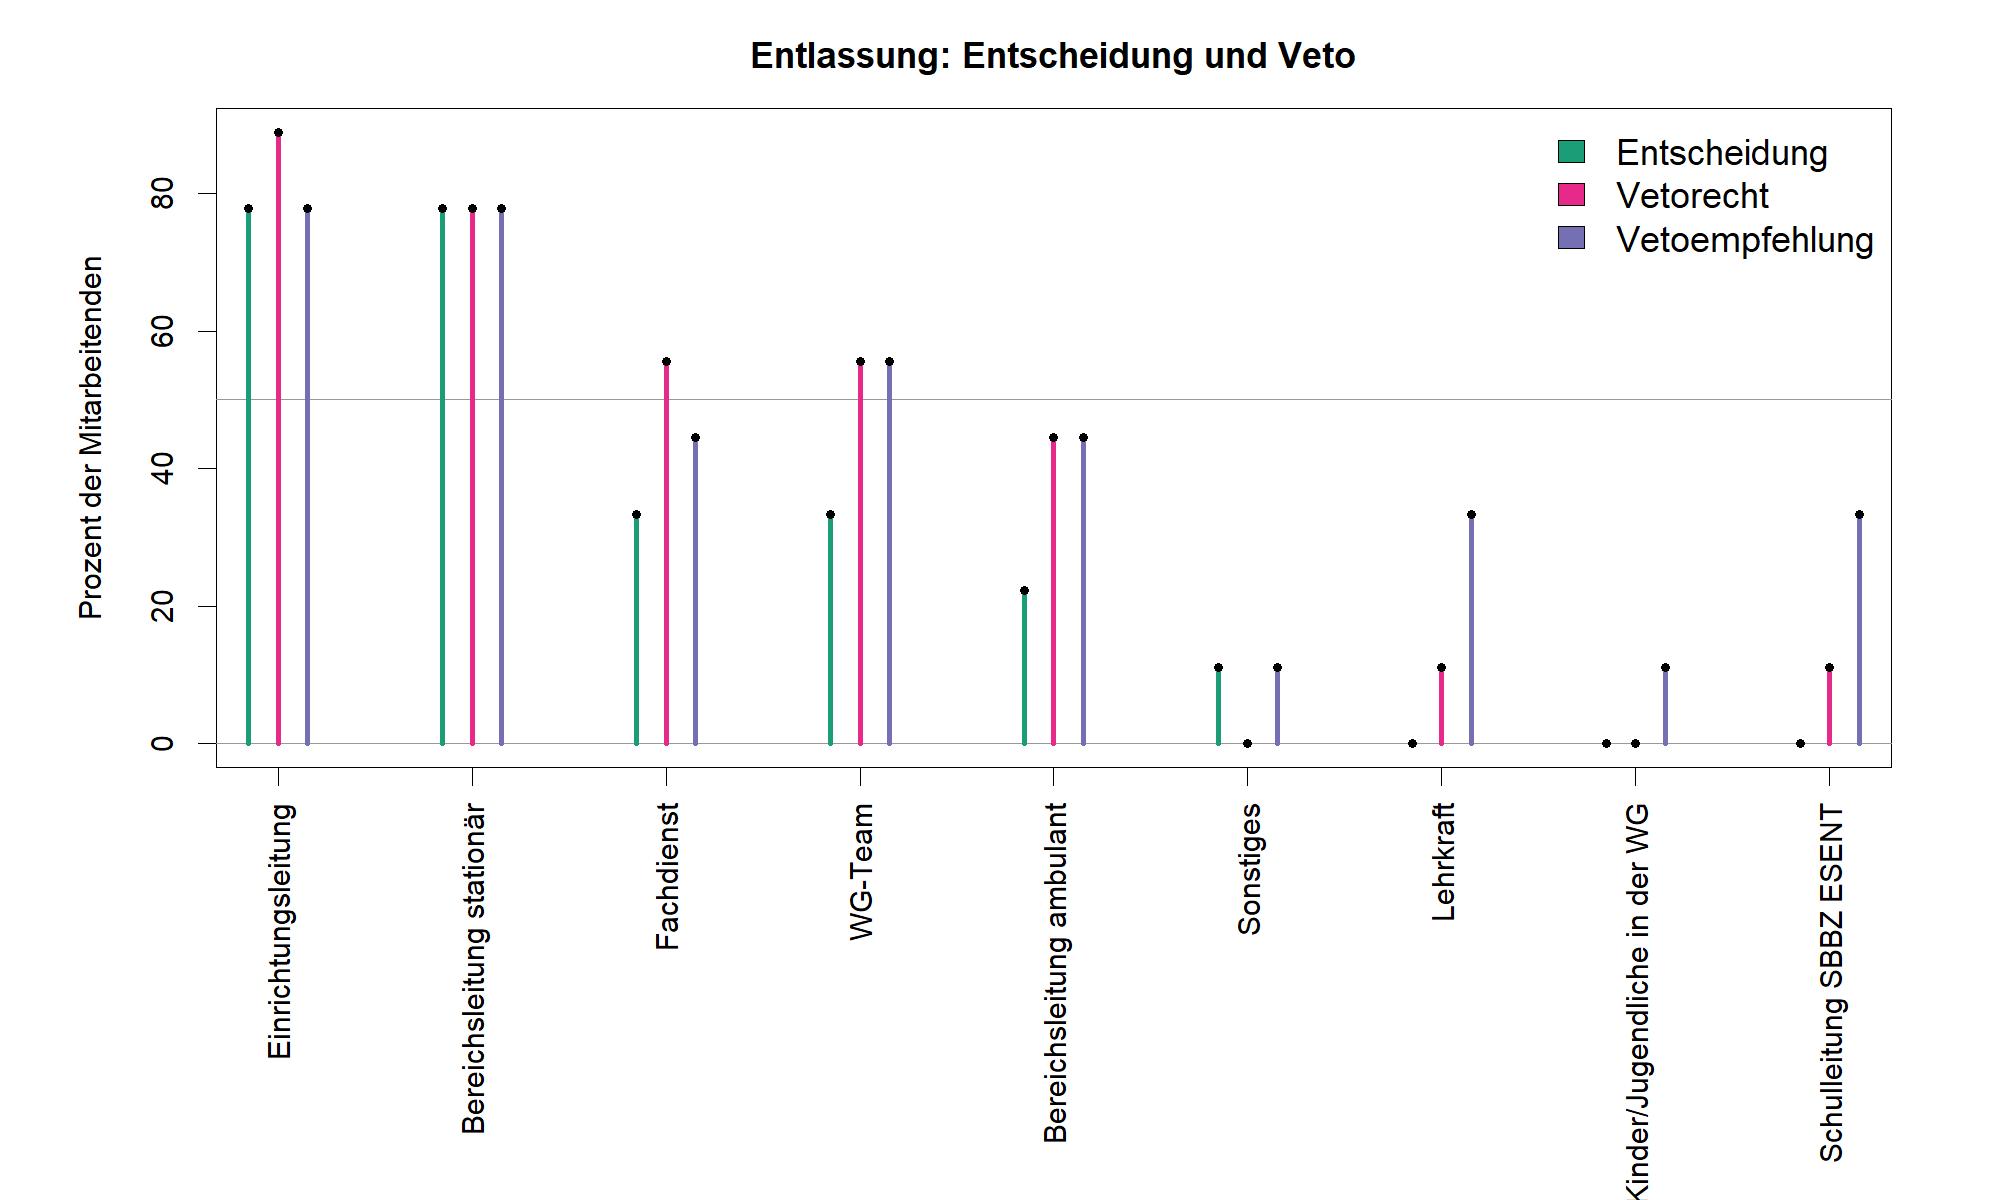 Entlassung: Entscheidung und Veto
Entscheidung
Vetorecht
Vetoempfehlung
Prozent der Mitarbeitenden
80
60
40
20
0
Einrichtungsleitung
Bereichsleitung stationär
Fachdienst
WG-Team
Bereichsleitung ambulant
Sonstiges
Lehrkraft
Kinder/Jugendliche in der WG
Schulleitung SBBZ ESENT